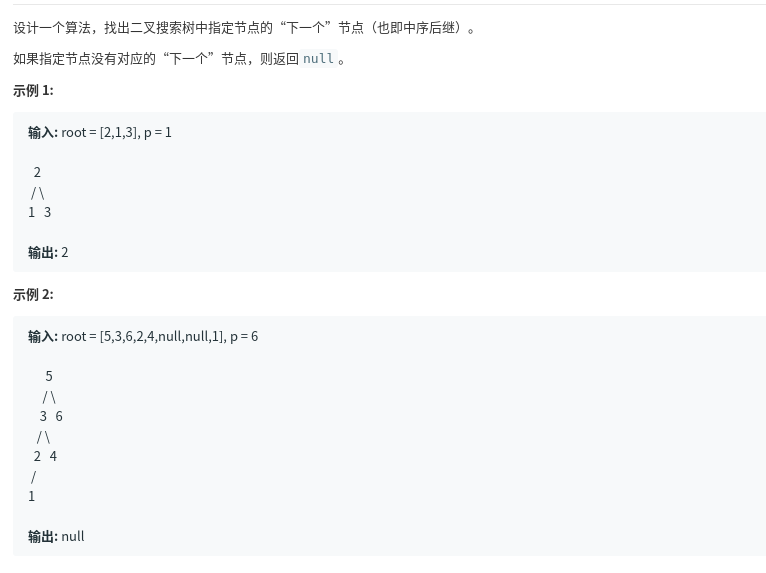 设计一个算法，找出二叉搜索树中指定节点的“下一个”节点（也即中序后继）。
如果指定节点没有对应的“下一个”节点，则返回 null 。
示例 1:
输入: root = [2,1,3], p = 1
2
/ \
1 3
输出: 2
示例 2:
输入: root = [5,3,6,2,4,null,null,1], p = 6
5
/ \
3 6
/ \
2 4
/
1
输出: null